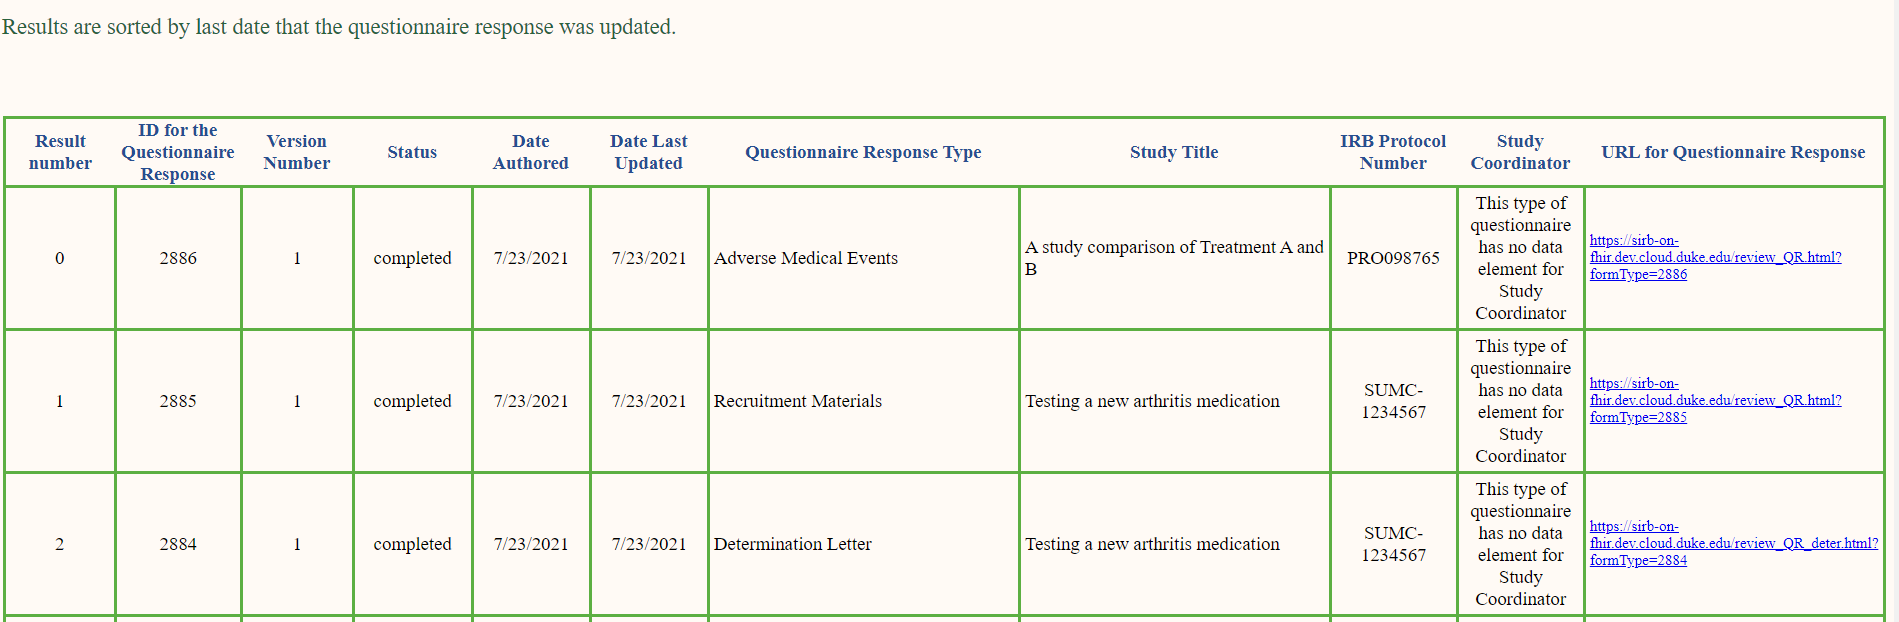 Results are sorted by last date that the questionnaire response was updated.
Result
number
ID for the
Questionnaire
Response
Version
Number
Status
Date
Authored
Date Last
Updated
Questionnaire Response Type
Study Title
IRB Protocol
Number
Study
Coordinator
URL for Questionnaire Response
0
2886
1
completed
7/23/2021
7/23/2021
Adverse Medical Events
A study comparison of Treatment A and
B
PRO098765
This type of
questionnaire
has no data
element for
Study
Coordinator
https://sirb-on-
fhir.dev.cloud.duke.edu/review_QR.html?
formType=2886
1
2885
1
completed
7/23/2021
7/23/2021
Recruitment Materials
Testing a new arthritis medication
SUMC-
1234567
This type of
questionnaire
has no data
element for
Study
Coordinator
https://sirb-on-
fhir.dev.cloud.duke.edu/review_QR.html?
formType=2885
2
2884
1
completed
7/23/2021
7/23/2021
Determination Letter
Testing a new arthritis medication
SUMC-
1234567
This type of
questionnaire
has no data
element for
Study
Coordinator
https://sirb-on-
fhir.dev.cloud.duke.edu/review_QR_deter.html?
formType=2884